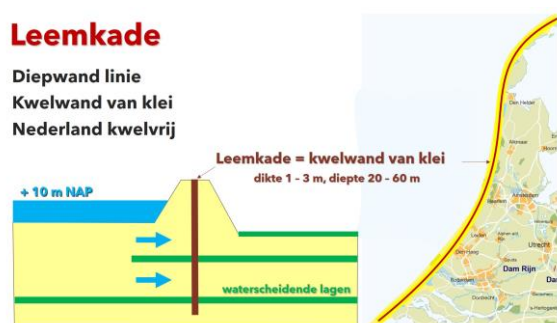 Leemkade
Diepwand linie
Kwelwand van klei
Nederland kwelvrij
Leemkade = kwelwand van klei
dikte 1 - 3 m, diepte 20 - 60 m
+ 10 m NAP
waterscheidende lagen
Den Helder
Alkmaar
Haarlem
Amsterdam
Leiden
Utrecht
Den Haag
Dam Rijn
Rotterdam
Dordrecht